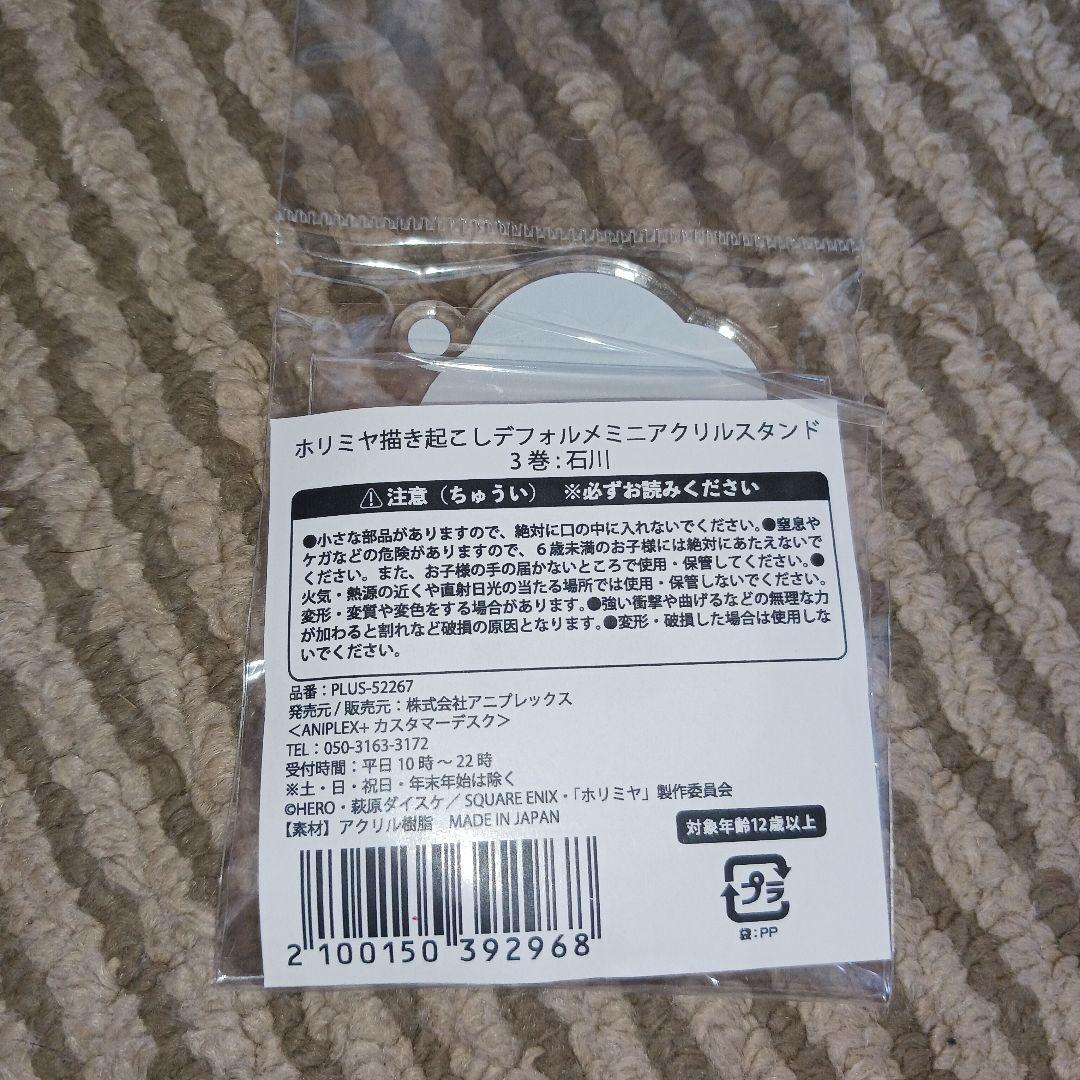 ホリミヤ描き起こしデフォルメミニアクリルスタンド
3巻:石川
⚠注意（ちゅうい）　※必ずお読みください
●小さな部品がありますので、絶対に口の中に入れないでください。●窒息や
ケガなどの危険がありますので、６歳未満のお子様には絶対にあたえないで
ください。また、お子様の手の届かないところで使用・保管してください。●
火気・熱源の近くや直射日光の当たる場所では使用・保管しないでください。
変形・変質や変色をする場合があります。●強い衝撃や曲げるなどの無理な力
が加わると割れなど破損の原因となります。●変形・破損した場合は使用しな
いでください。
品番：PLUS-52267
発売元/販売元：株式会社アニプレックス
＜ANIPLEX+ カスタマーデスク＞
TEL：050-3163-3172
受付時間：平日10時～22時
※土・日・祝日・年末年始は除く
©HERO・萩原ダイスケ／SQUARE ENIX・「ホリミヤ」製作委員会
【素材】アクリル樹脂　MADE IN JAPAN
対象年齢12歳以上
プラ
袋：PP
2 100150 392968